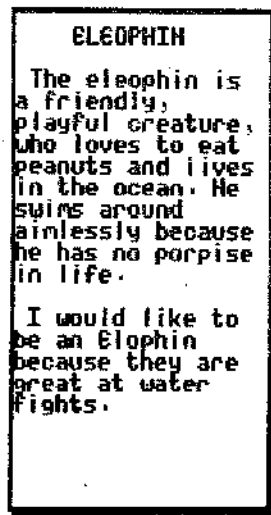 ELEOPHIN
The eleophin is
a friendly,
playful creature,
who loves to eat
peanuts and lives
in the ocean. He
swims around
aimlessly because
he has no porpise
in life.
I would like to
be an Elophin
because they are
great at water
fights.